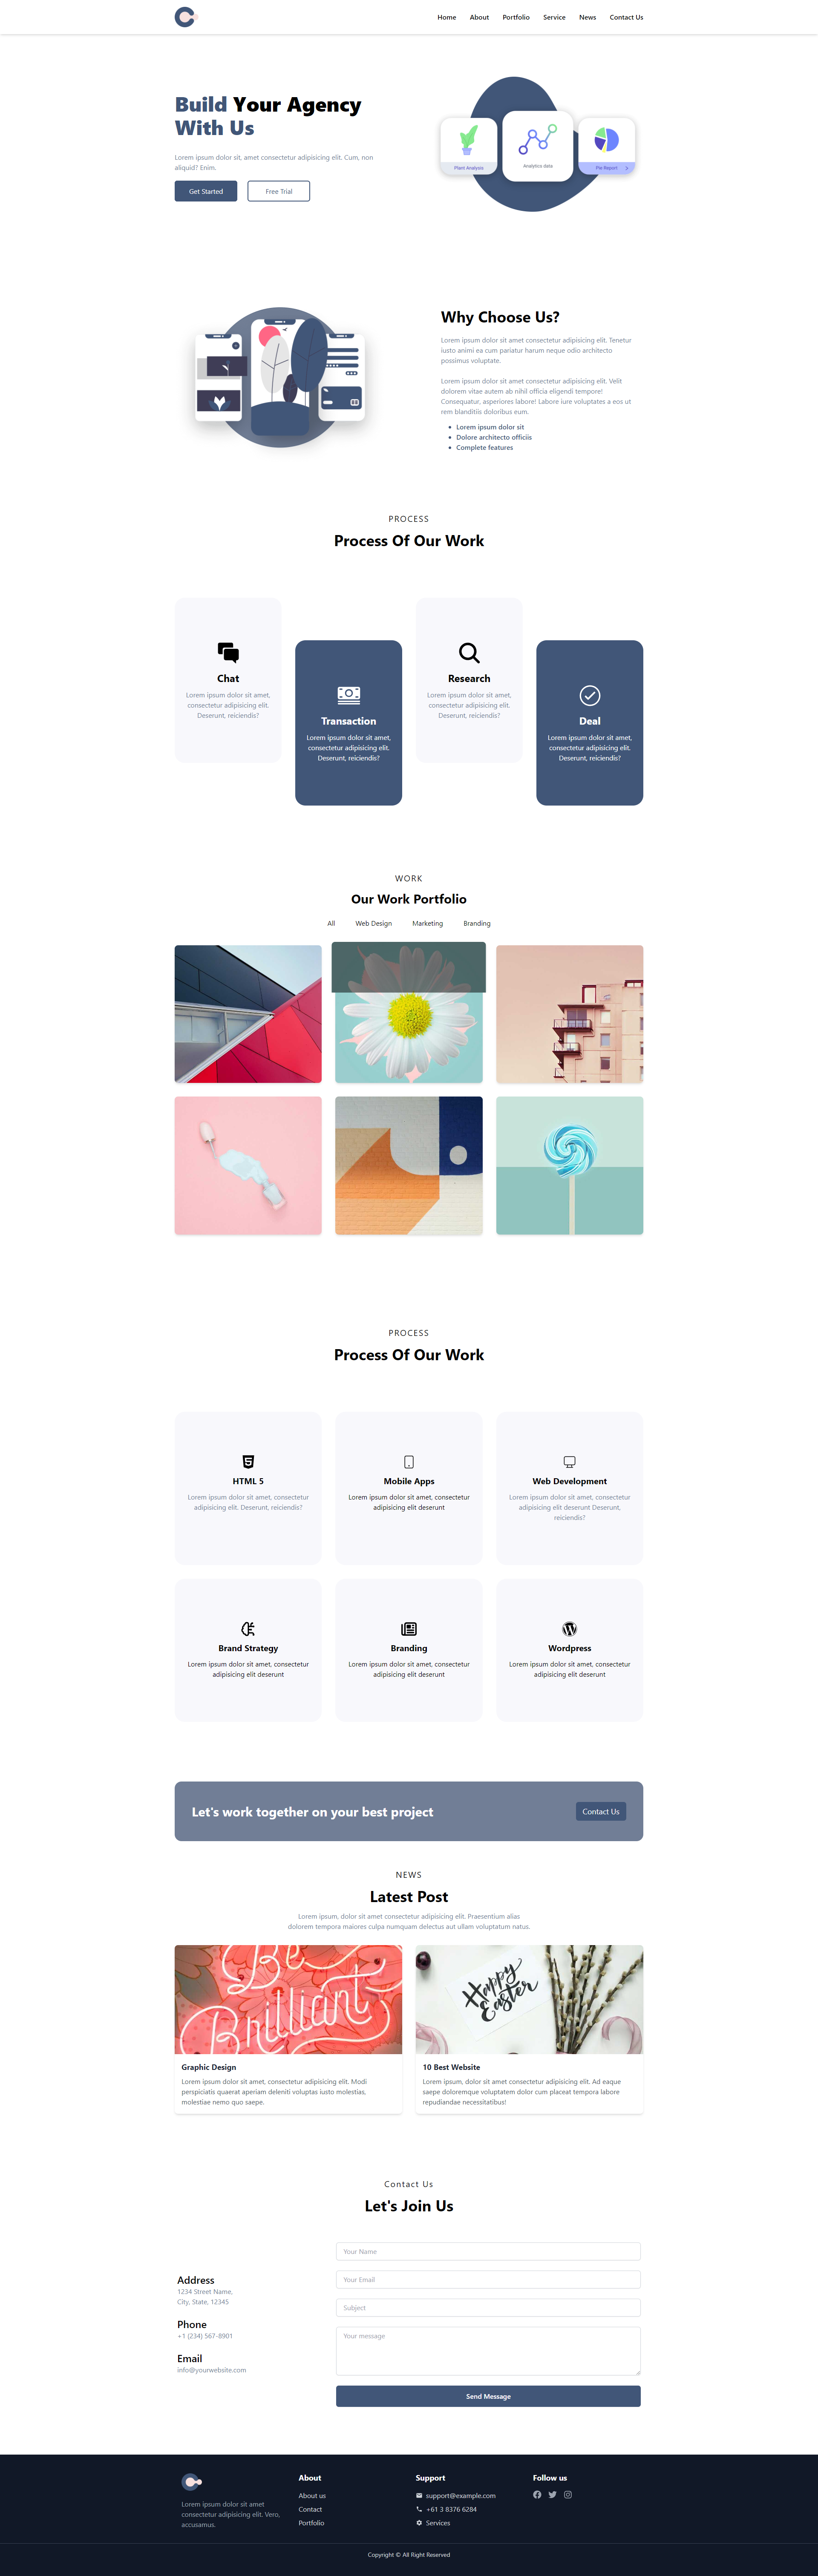 Home About Portfolio Service News Contact Us
Build Your Agency
With Us
Lorem ipsum dolor sit, amet consectetur adipisicing elit. Cum, non
aliquid? Enim.
Get Started Free Trial
Plant Analysis
Analytics data
Pie Report
Why Choose Us?
Lorem ipsum dolor sit amet consectetur adipisicing elit. Tenetur
iusto animi ea cum pariatur harum neque odio architecto
possimus voluptate.
Lorem ipsum dolor sit amet consectetur adipisicing elit. Velit
dolorem vitae autem ab nihil officia eligendi tempore!
Consequatur, asperiores labore! Labore iure voluptates a eos ut
rem blanditiis doloribus eum.
Lorem ipsum dolor sit
Dolore architecto officiis
Complete features
PROCESS
Process Of Our Work
Chat
Lorem ipsum dolor sit amet,
consectetur adipisicing elit.
Deserunt, reiciendis?
Transaction
Lorem ipsum dolor sit amet,
consectetur adipisicing elit.
Deserunt, reiciendis?
Research
Lorem ipsum dolor sit amet,
consectetur adipisicing elit.
Deserunt, reiciendis?
Deal
Lorem ipsum dolor sit amet,
consectetur adipisicing elit.
Deserunt, reiciendis?
WORK
Our Work Portfolio
All Web Design Marketing Branding
PROCESS
Process Of Our Work
HTML 5
Lorem ipsum dolor sit amet, consectetur
adipisicing elit. Deserunt, reiciendis?
Mobile Apps
Lorem ipsum dolor sit amet, consectetur
adipisicing elit deserunt
Web Development
Lorem ipsum dolor sit amet, consectetur
adipisicing elit deserunt Deserunt,
reiciendis?
Brand Strategy
Lorem ipsum dolor sit amet, consectetur
adipisicing elit deserunt
Branding
Lorem ipsum dolor sit amet, consectetur
adipisicing elit deserunt
Wordpress
Lorem ipsum dolor sit amet, consectetur
adipisicing elit deserunt
Let's work together on your best project
Contact Us
NEWS
Latest Post
Lorem ipsum, dolor sit amet consectetur adipisicing elit. Praesentium alias
dolorem tempora maiores culpa numquam delectus aut ullam voluptatum natus.
Be
Brilliant
Graphic Design
Lorem ipsum dolor sit amet, consectetur adipisicing elit. Modi
perspiciatis quaerat aperiam deleniti voluptas iusto molestias,
molestiae nemo quo saepe.
Happy
Easter
10 Best Website
Lorem ipsum, dolor sit amet consectetur adipisicing elit. Ad eaque
saepe doloremque voluptatem dolor cum placeat tempora labore
repudiandae necessitatibus!
Contact Us
Let's Join Us
Address
1234 Street Name,
City, State, 12345
Phone
+1 (234) 567-8901
Email
info@yourwebsite.com
Your Name
Your Email
Subject
Your message
Send Message
Lorem ipsum dolor sit amet
consectetur adipisicing elit. Vero,
accusamus.
About
About us
Contact
Portfolio
Support
support@example.com
+61 3 8376 6284
Services
Follow us
Copyright © All Right Reserved